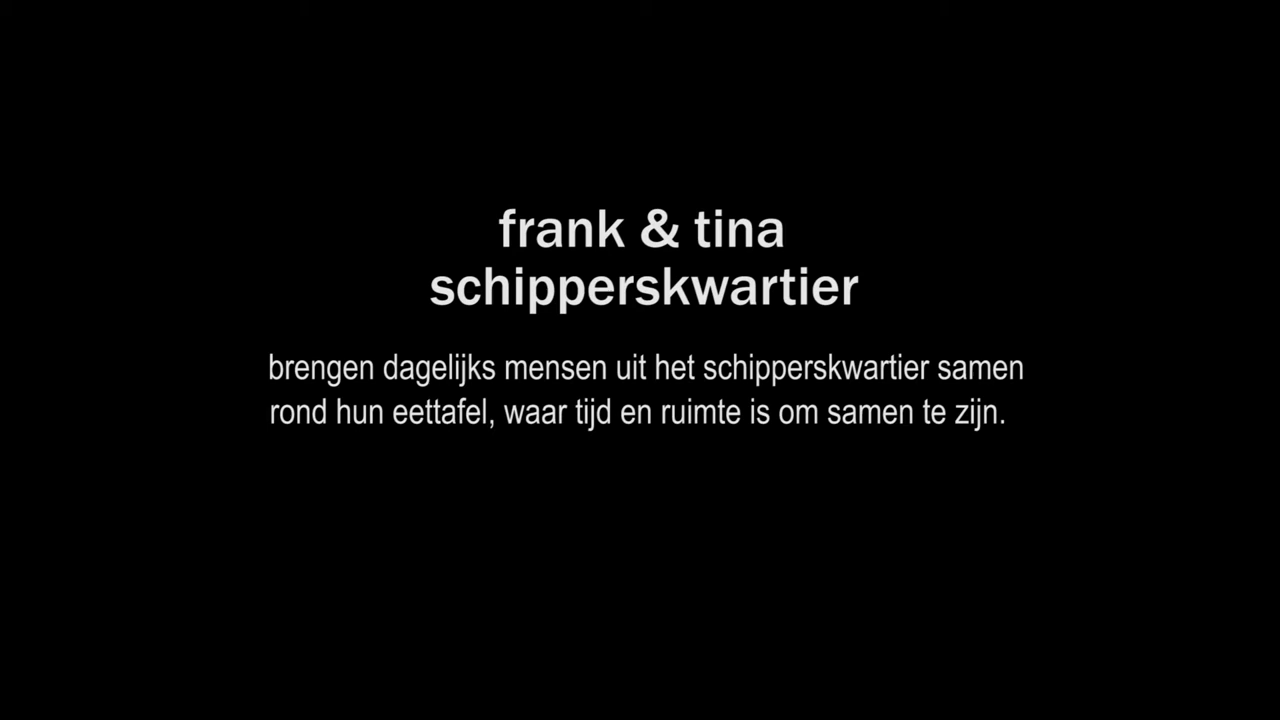 frank & tina
schipperskwartier
brengen dagelijks mensen uit het schipperskwartier samen
rond hun eettafel, waar tijd en ruimte is om samen te zijn.